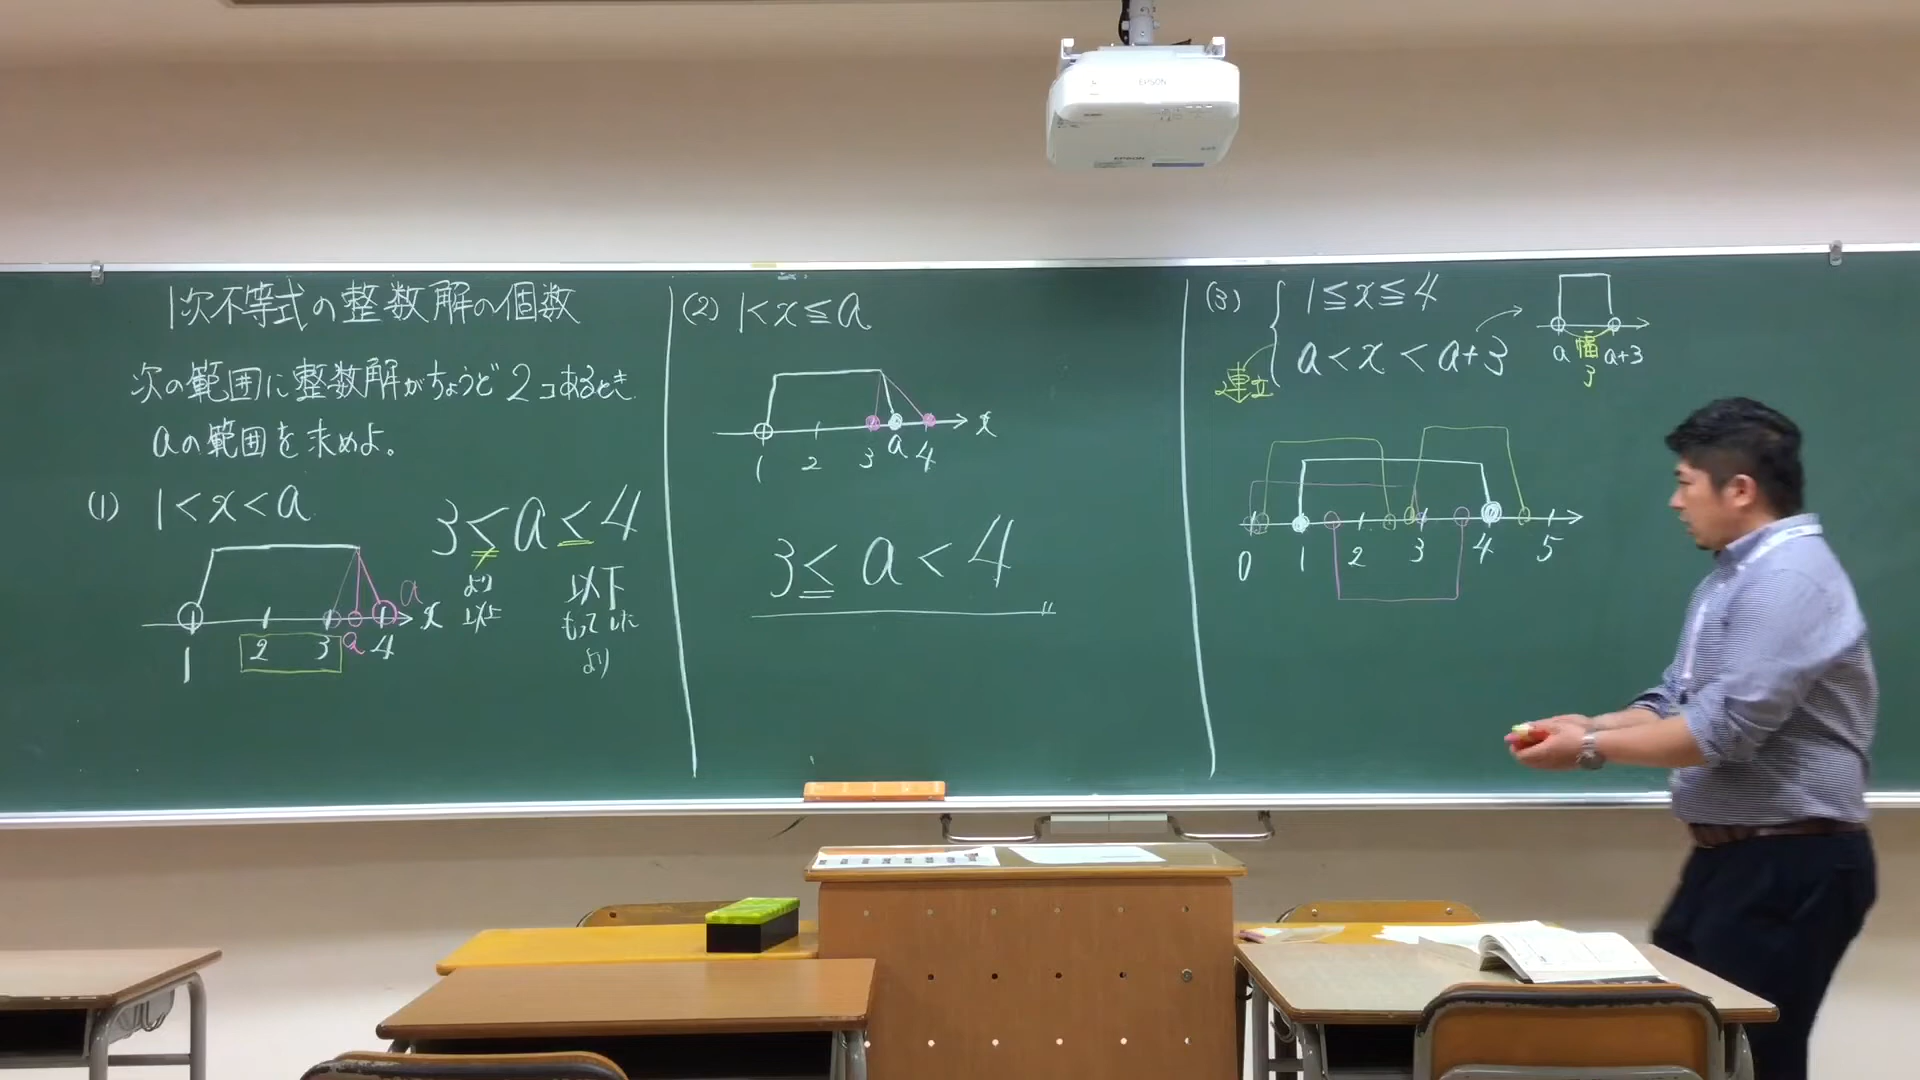 1次不等式の整数解の個数
次の範囲に整数解がちょうど2コあるとき
aの範囲を求めよ。
(1) 1<x<a
3≦a≦4
より
以上
以下
もってした
より
a
x
1 2 3 a 4
(2) 1<x≦a
x
1 2 3 a 4
3≦a<4
(3) 1≦x≦4
a<x<a+3
連立
a 幅 a+3
3
0 1 2 3 4 5
EPSON
EPSON